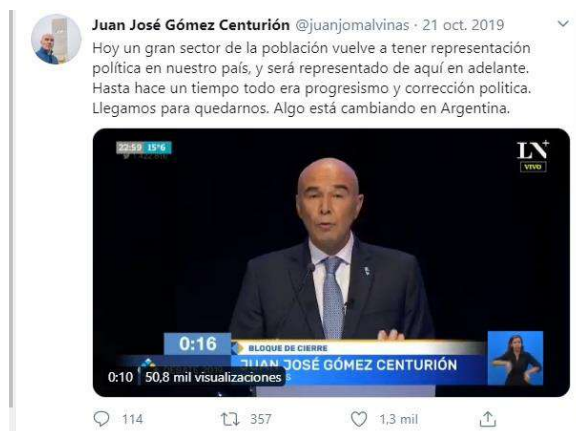 Juan José Gómez Centurión @juanjomalvinas · 21 oct. 2019
Hoy un gran sector de la población vuelve a tener representación
política en nuestro país, y será representado de aquí en adelante.
Hasta hace un tiempo todo era progresismo y corrección politica.
Llegamos para quedarnos. Algo está cambiando en Argentina.
22:59 15°6
LN+
VIVO
0:16
BLOQUE DE CIERRE
JUAN JOSÉ GÓMEZ CENTURIÓN
0:10 50,8 mil visualizaciones
114 357 1,3 mil